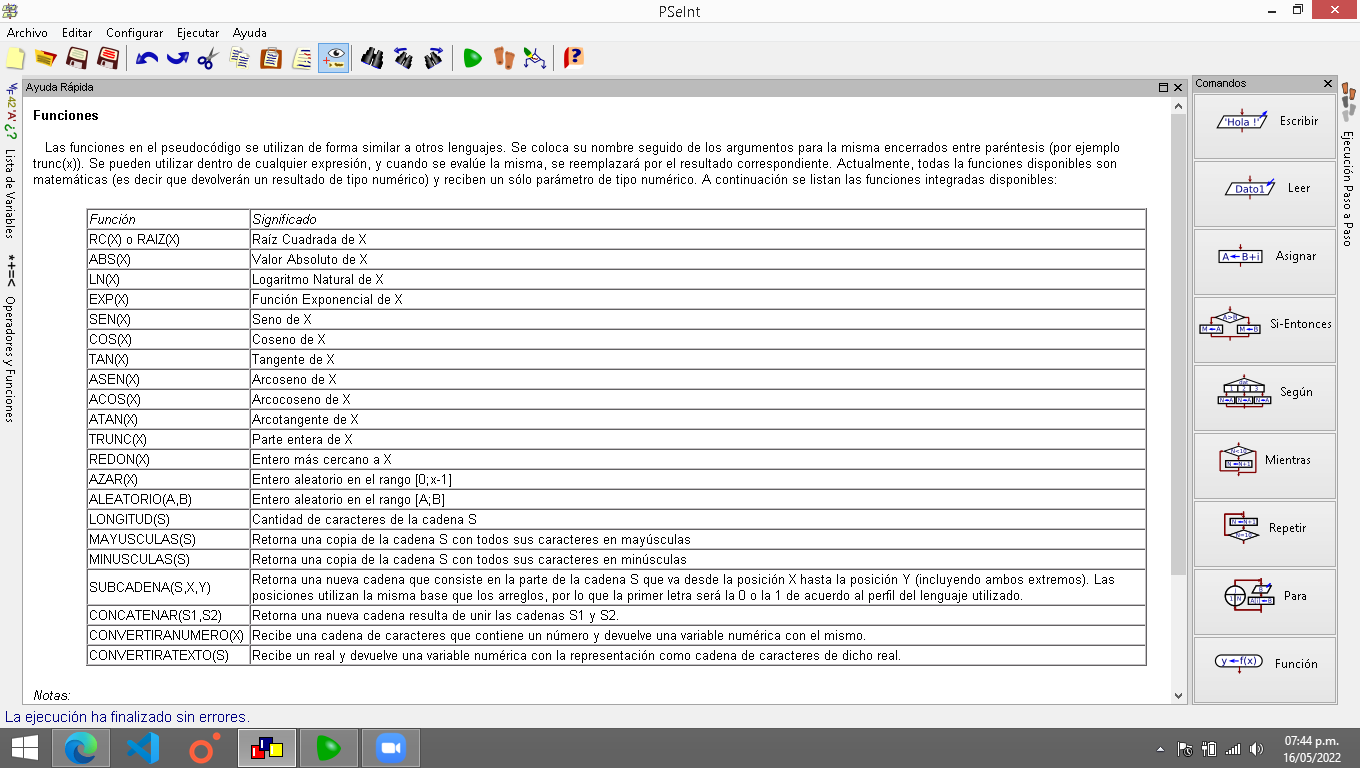 PSeInt
Archivo Editar Configurar Ejecutar Ayuda
Ayuda Rápida
Funciones
Las funciones en el pseudocódigo se utilizan de forma similar a otros lenguajes. Se coloca su nombre seguido de los argumentos para la misma encerrados entre paréntesis (por ejemplo
trunc(x)). Se pueden utilizar dentro de cualquier expresión, y cuando se evalúe la misma, se reemplazará por el resultado correspondiente. Actualmente, todas la funciones disponibles son
matemáticas (es decir que devolverán un resultado de tipo numérico) y reciben un sólo parámetro de tipo numérico. A continuación se listan las funciones integradas disponibles:
Función Significado
RC(X) o RAIZ(X) Raíz Cuadrada de X
ABS(X) Valor Absoluto de X
LN(X) Logaritmo Natural de X
EXP(X) Función Exponencial de X
SEN(X) Seno de X
COS(X) Coseno de X
TAN(X) Tangente de X
ASEN(X) Arcoseno de X
ACOS(X) Arcocoseno de X
ATAN(X) Arcotangente de X
TRUNC(X) Parte entera de X
REDON(X) Entero más cercano a X
AZAR(X) Entero aleatorio en el rango [0;x-1]
ALEATORIO(A,B) Entero aleatorio en el rango [A;B]
LONGITUD(S) Cantidad de caracteres de la cadena S
MAYUSCULAS(S) Retorna una copia de la cadena S con todos sus caracteres en mayúsculas
MINUSCULAS(S) Retorna una copia de la cadena S con todos sus caracteres en minúsculas
SUBCADENA(S,X,Y) Retorna una nueva cadena que consiste en la parte de la cadena S que va desde la posición X hasta la posición Y (incluyendo ambos extremos). Las
posiciones utilizan la misma base que los arreglos, por lo que la primer letra será la 0 o la 1 de acuerdo al perfil del lenguaje utilizado.
CONCATENAR(S1,S2) Retorna una nueva cadena resulta de unir las cadenas S1 y S2.
CONVERTIRANUMERO(X) Recibe una cadena de caracteres que contiene un número y devuelve una variable numérica con el mismo.
CONVERTIRATEXTO(S) Recibe un real y devuelve una variable numérica con la representación como cadena de caracteres de dicho real.
Notas:
42 'A' ¿?
Lista de Variables
*+=<
Operadores y Funciones
Comandos
'Hola !' Escribir
Dato1 Leer
A←B+i Asignar
A>B M←A M←B Si-Entonces
1 2 3 N←A N←A N←A Según
N<10 N←N+1 Mientras
N←N+1 N=10 Repetir
Para
y←f(x) Función
Ejecución Paso a Paso
La ejecución ha finalizado sin errores.
07:44 p.m.
16/05/2022